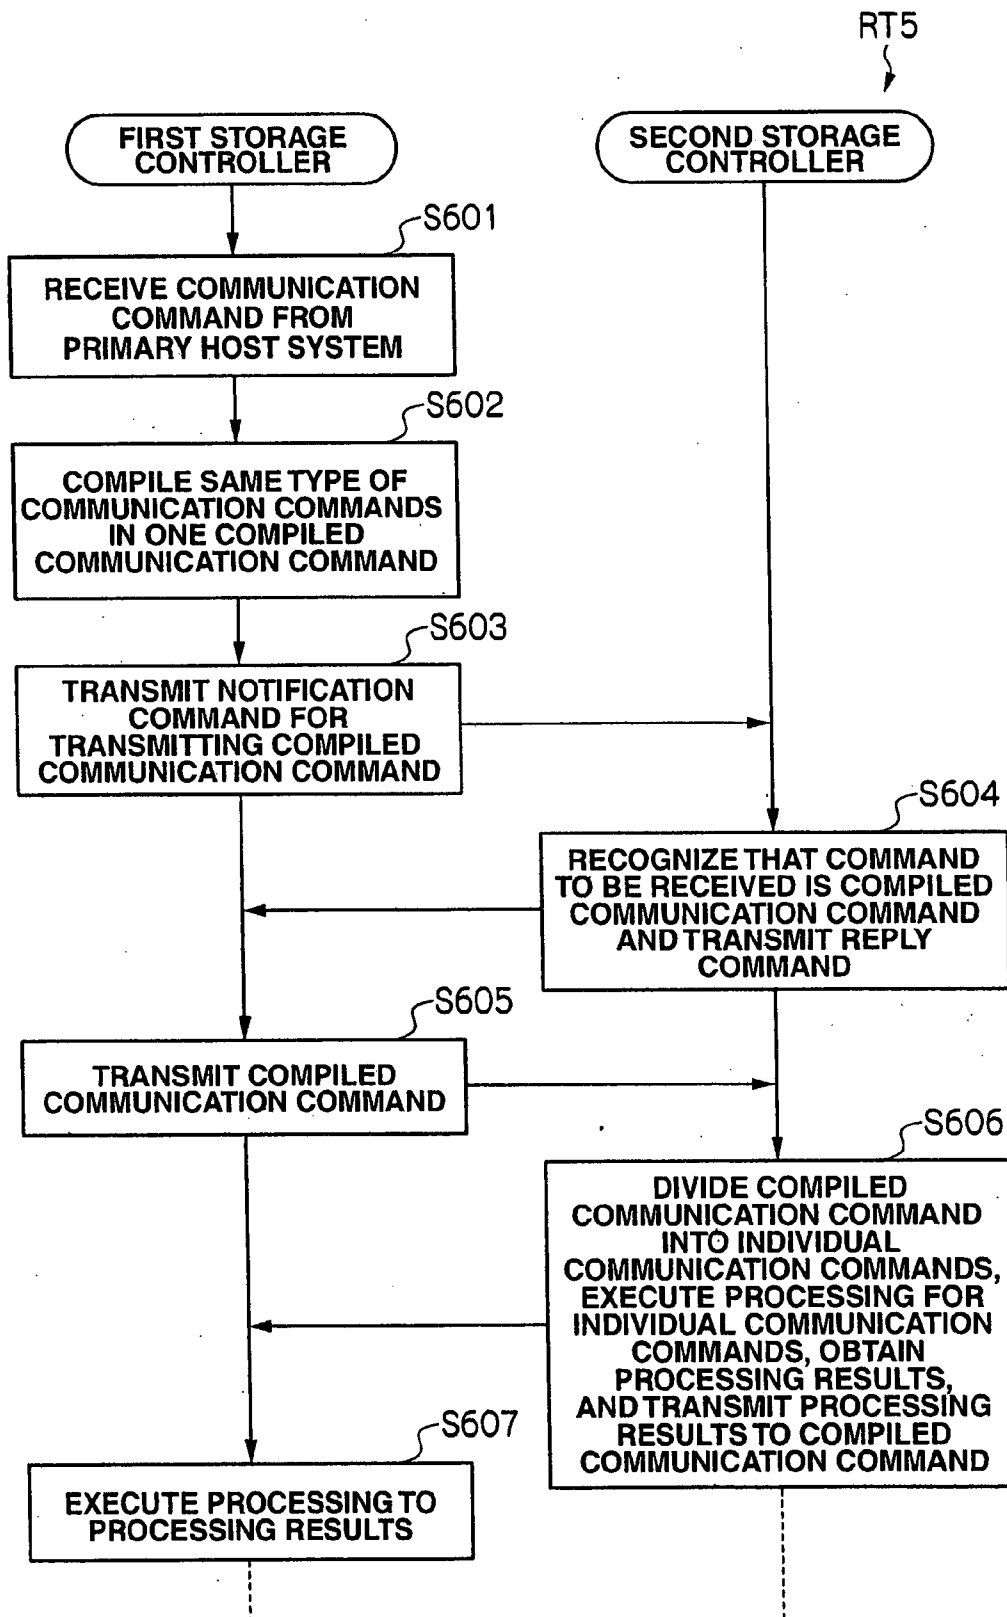 RT5
FIRST STORAGE
CONTROLLER
SECOND STORAGE
CONTROLLER
S601
RECEIVE COMMUNICATION
COMMAND FROM
PRIMARY HOST SYSTEM
S602
COMPILE SAME TYPE OF
COMMUNICATION COMMANDS
IN ONE COMPILED
COMMUNICATION COMMAND
S603
TRANSMIT NOTIFICATION
COMMAND FOR
TRANSMITTING COMPILED
COMMUNICATION COMMAND
S604
RECOGNIZE THAT COMMAND
TO BE RECEIVED IS COMPILED
COMMUNICATION COMMAND
AND TRANSMIT REPLY
COMMAND
S605
TRANSMIT COMPILED
COMMUNICATION COMMAND
S606
DIVIDE COMPILED
COMMUNICATION COMMAND
INTO INDIVIDUAL
COMMUNICATION COMMANDS,
EXECUTE PROCESSING FOR
INDIVIDUAL COMMUNICATION
COMMANDS, OBTAIN
PROCESSING RESULTS,
AND TRANSMIT PROCESSING
RESULTS TO COMPILED
COMMUNICATION COMMAND
S607
EXECUTE PROCESSING TO
PROCESSING RESULTS